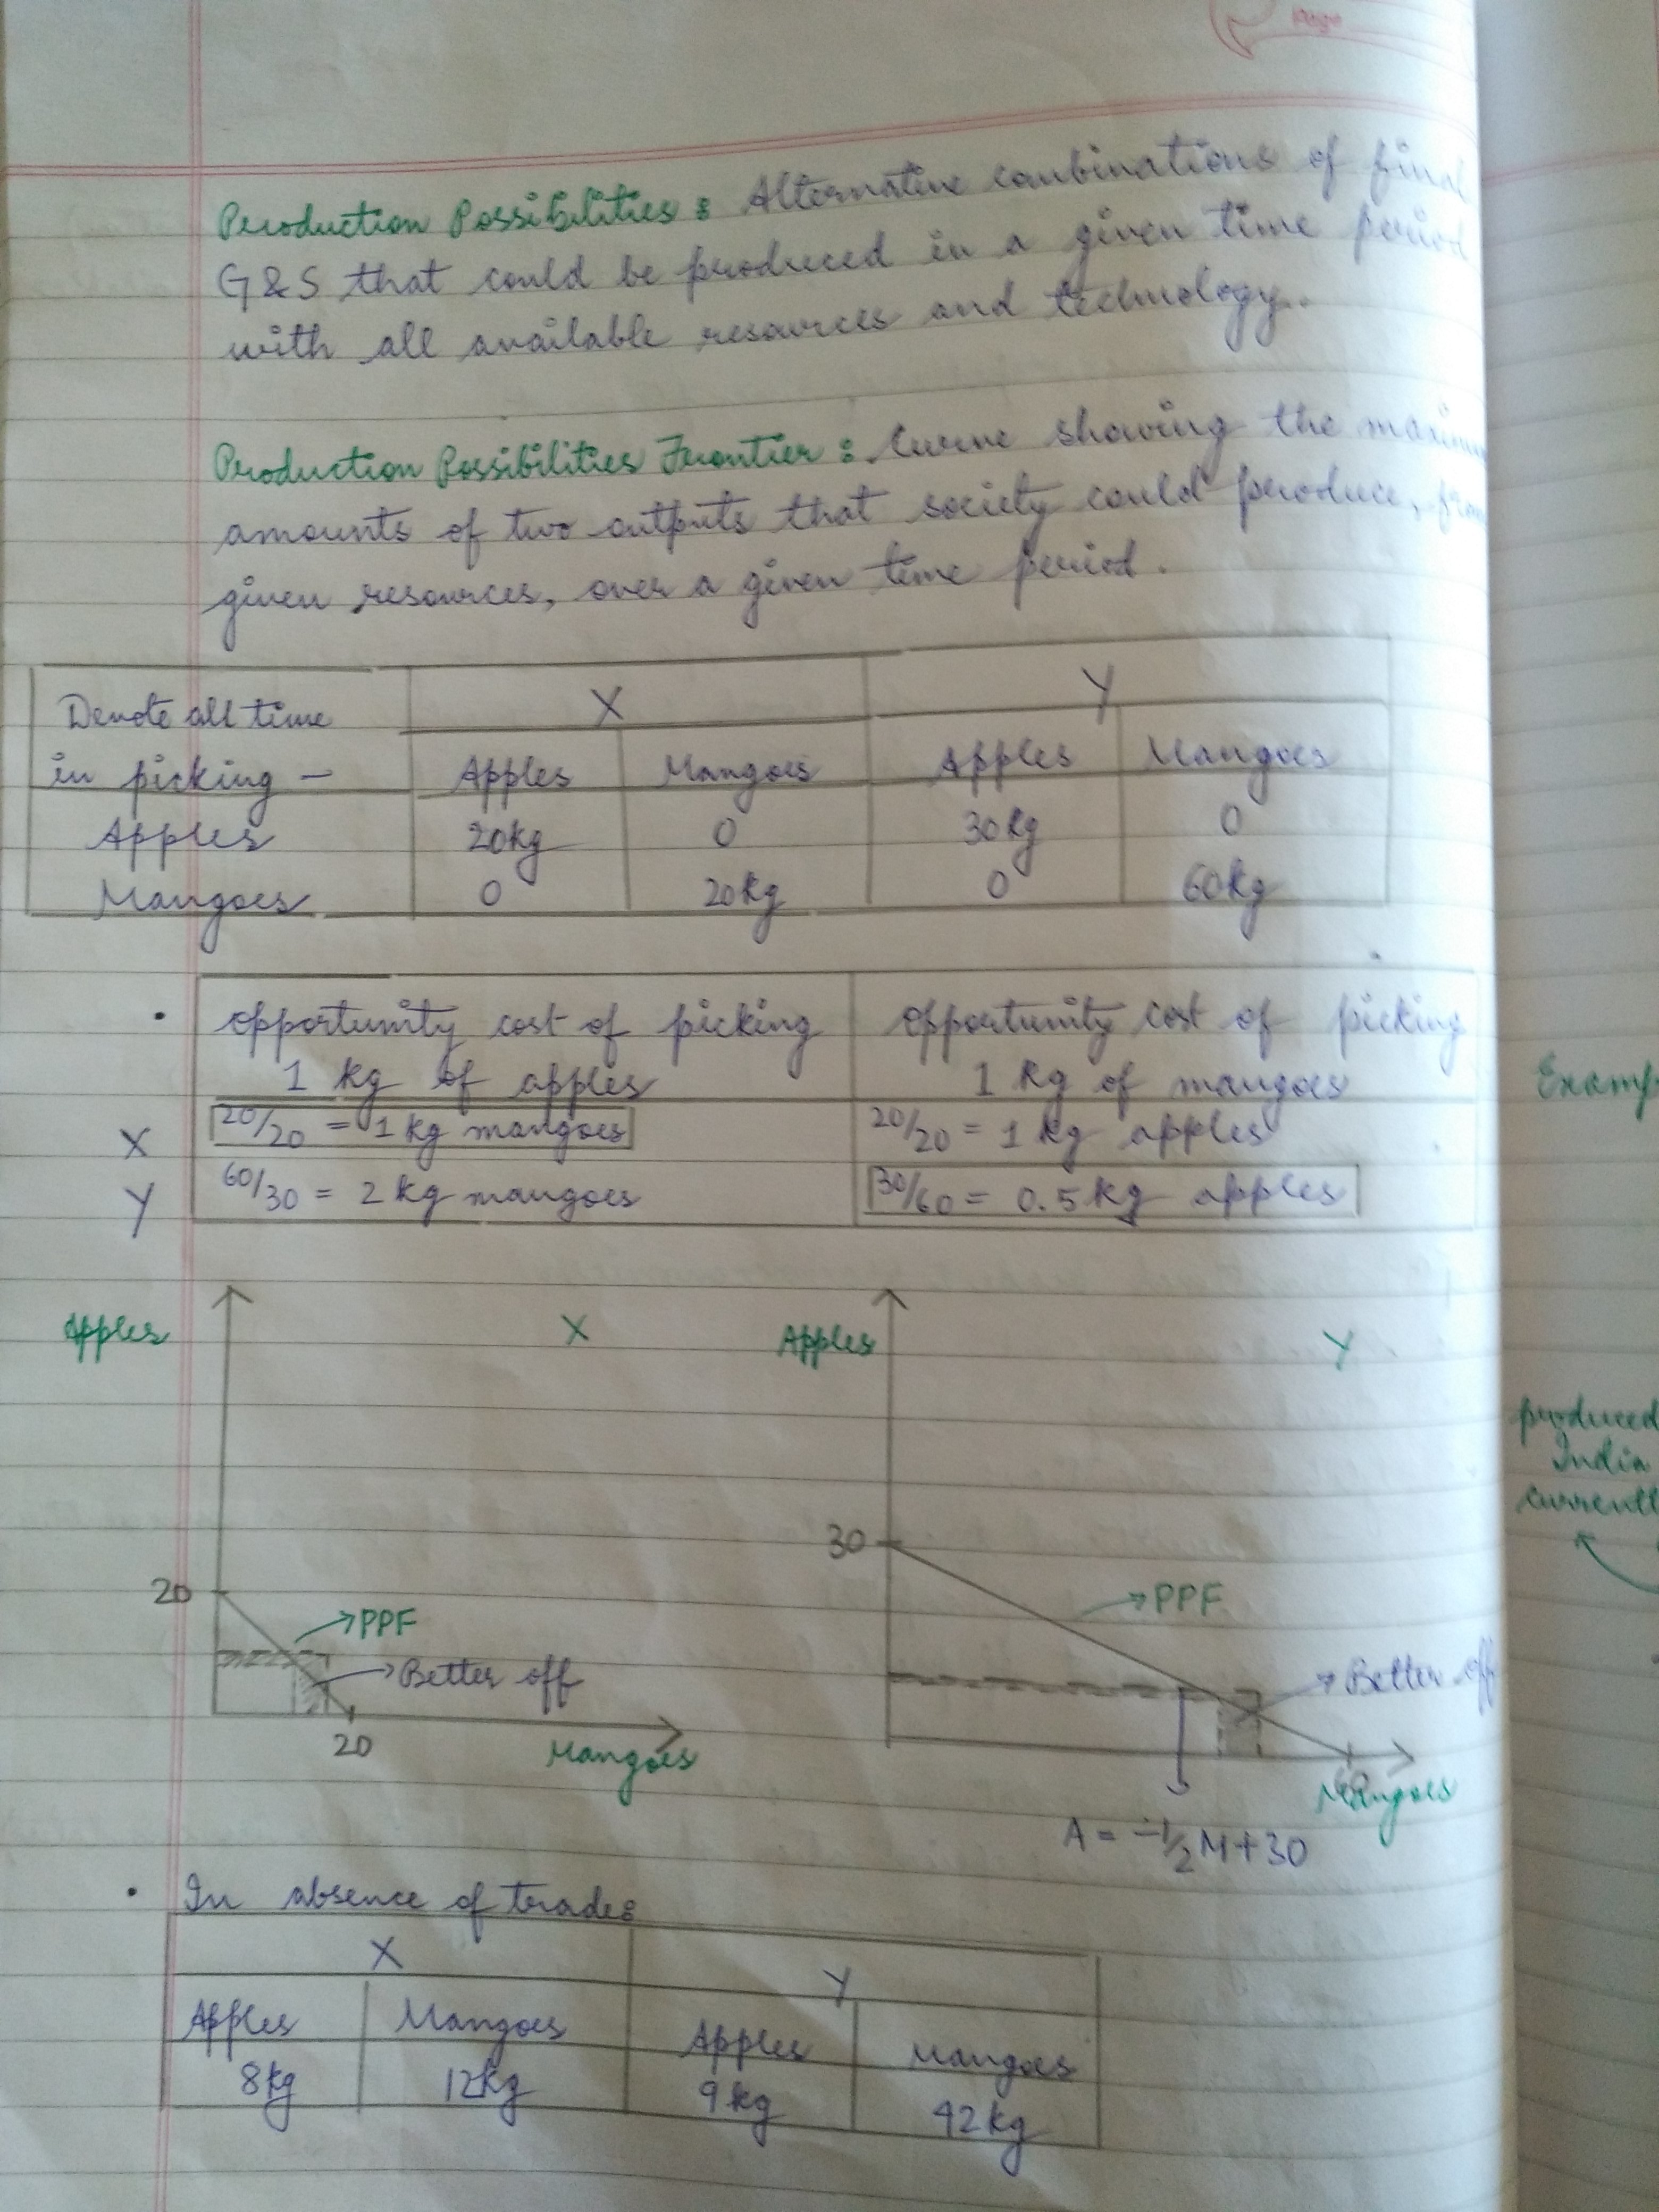 Page
Production Possibilities : Alternative combinations of final
G&S that could be produced in a given time period
with all available resources and technology.
Production Possibilities Frontier : Curve showing the
amounts of two outputs that society could produce,
given resources, over a given time period.
Denote all time
in picking —
X
Y
Apples
Mangoes
Apples
Mangoes
Apples
20kg
0
30kg
0
Mangoes
0
20kg
0
60kg
opportunity cost of picking
1 kg of apples
opportunity cost of picking
1 kg of mangoes
X
20/20 = 1 kg mangoes
20/20 = 1 kg apples
Y
60/30 = 2 kg mangoes
30/60 = 0.5 kg apples
Apples
X
20
PPF
Better off
20
Mangoes
Apples
Y
30
PPF
Better off
Mangoes
A = -1/2 M + 30
• In absence of trade:
X
Y
Apples
Mangoes
Apples
Mangoes
8kg
12kg
9kg
42kg
produced
India